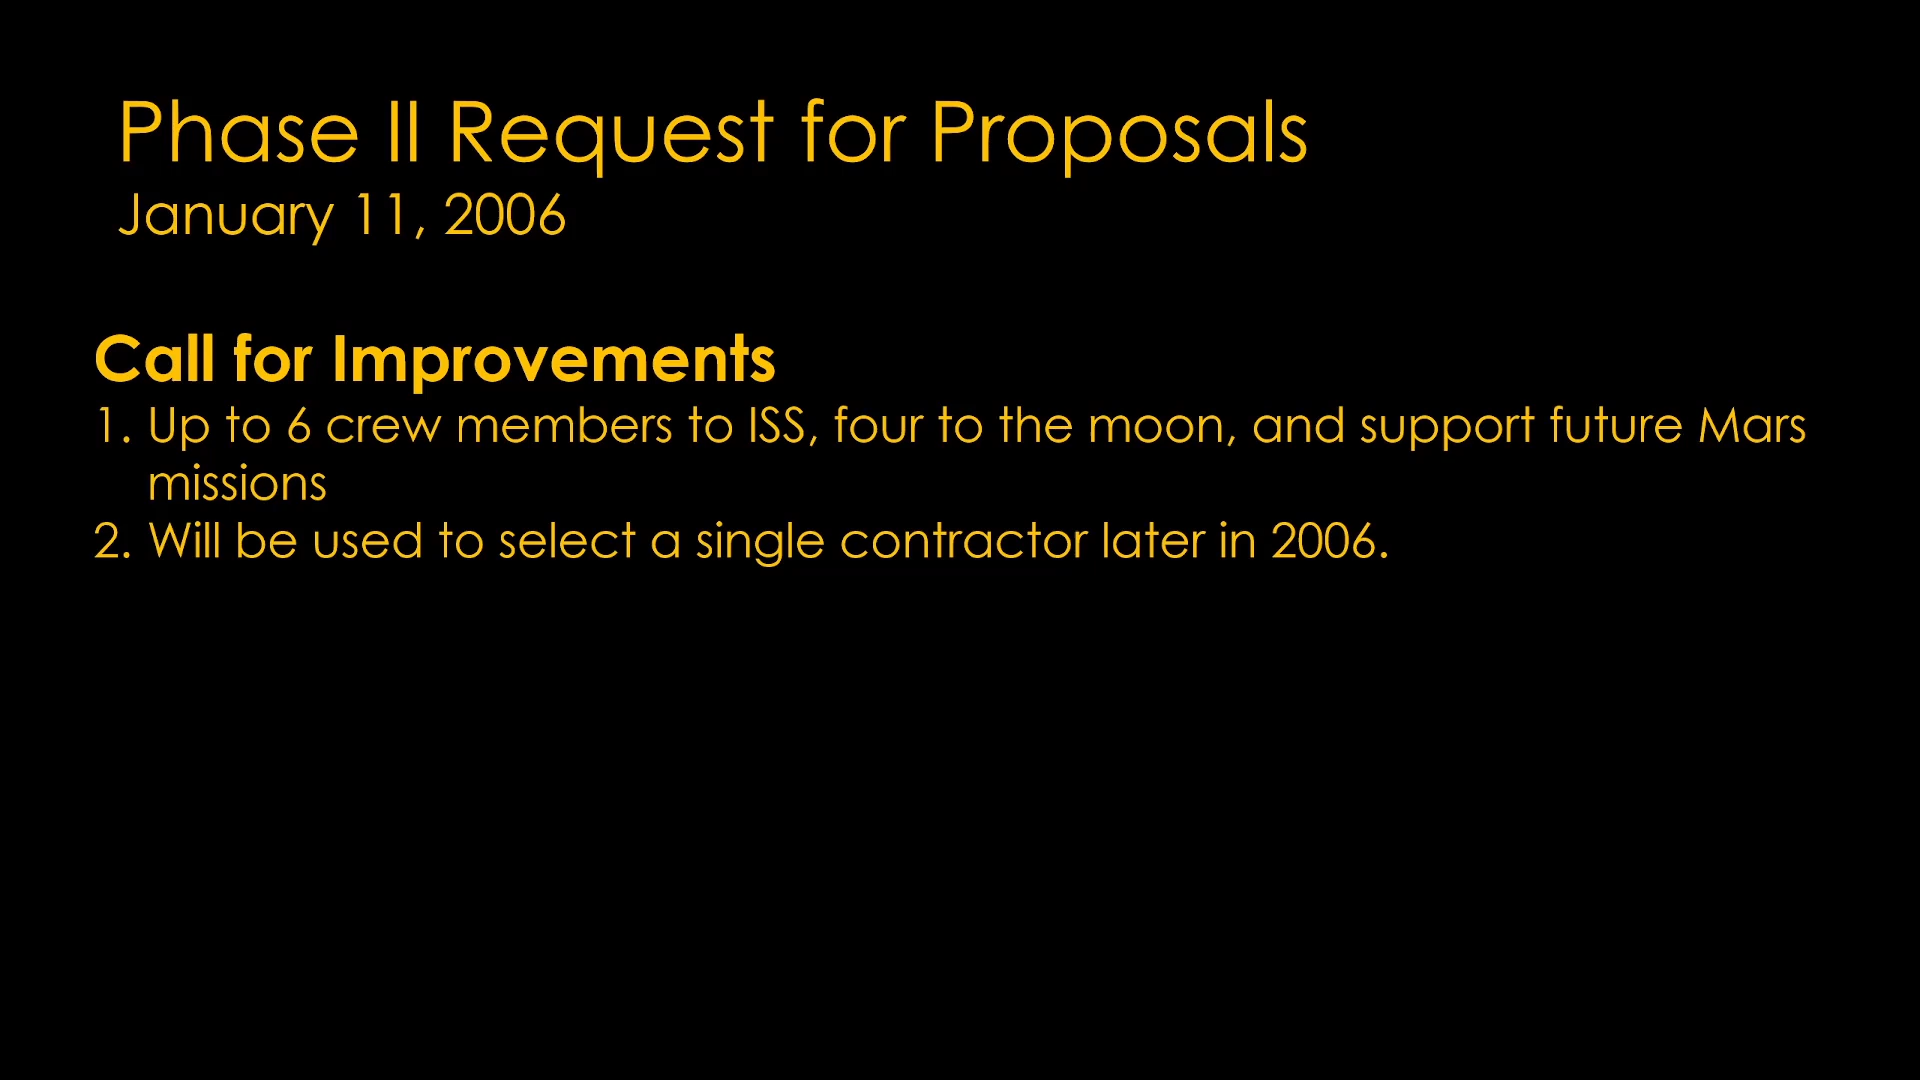 Phase II Request for Proposals
January 11, 2006
Call for Improvements
1. Up to 6 crew members to ISS, four to the moon, and support future Mars
missions
2. Will be used to select a single contractor later in 2006.